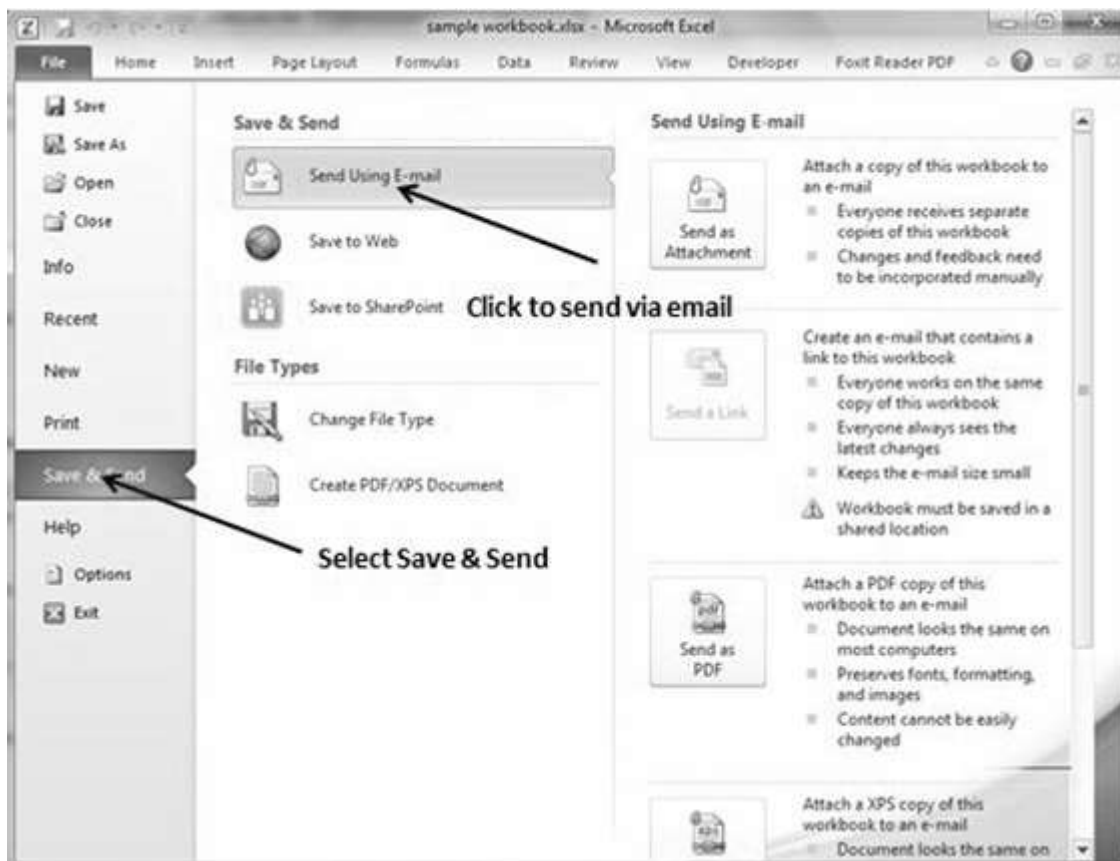 sample workbook.xlsx - Microsoft Excel
File Home Insert Page Layout Formulas Data Review View Developer Foxit Reader PDF
Save
Save As
Open
Close
Info
Recent
New
Print
Save & Send
Help
Options
Exit
Save & Send
Send Using E-mail
Save to Web
Save to SharePoint
Click to send via email
File Types
Change File Type
Create PDF/XPS Document
Select Save & Send
Send Using E-mail
Send as
Attachment
Attach a copy of this workbook to
an e-mail
Everyone receives separate
copies of this workbook
Changes and feedback need
to be incorporated manually
Send a Link
Create an e-mail that contains a
link to this workbook
Everyone works on the same
copy of this workbook
Everyone always sees the
latest changes
Keeps the e-mail size small
Workbook must be saved in a
shared location
pdf
Send as
PDF
Attach a PDF copy of this
workbook to an e-mail
Document looks the same on
most computers
Preserves fonts, formatting,
and images
Content cannot be easily
changed
xps
Attach a XPS copy of this
workbook to an e-mail
Document looks the same on